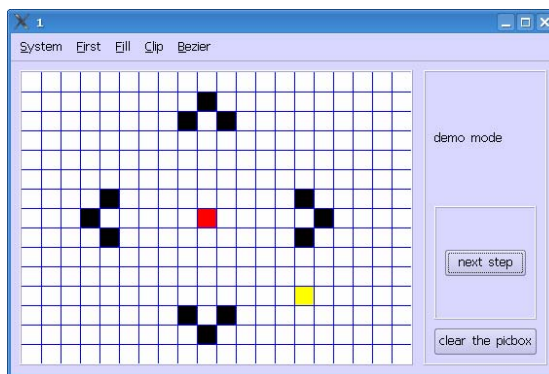 1
System First Fill Clip Bezier
demo mode
next step
clear the picbox